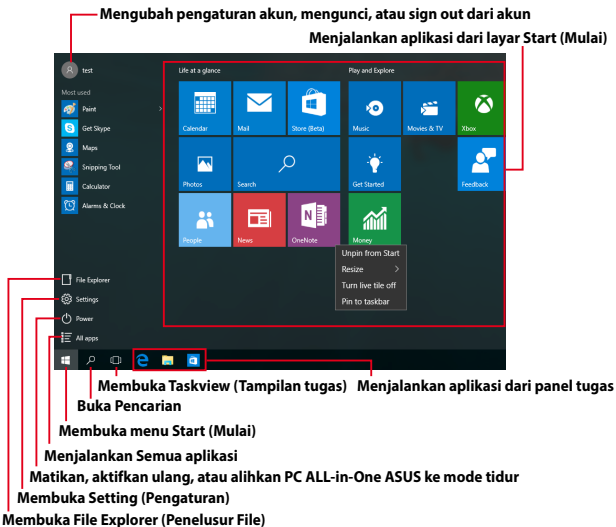 Mengubah pengaturan akun, mengunci, atau sign out dari akun
Menjalankan aplikasi dari layar Start (Mulai)
test
Most used
Paint
Get Skype
Maps
Snipping Tool
Calculator
Alarms & Clock
File Explorer
Settings
Power
All apps
Life at a glance
Play and Explore
Calendar
Mail
Store (Beta)
Music
Movies & TV
Xbox
Photos
Search
Get Started
Feedback
People
News
OneNote
Money
Unpin from Start
Resize
Turn live tile off
Pin to taskbar
Membuka Taskview (Tampilan tugas)
Menjalankan aplikasi dari panel tugas
Buka Pencarian
Membuka menu Start (Mulai)
Menjalankan Semua aplikasi
Matikan, aktifkan ulang, atau alihkan PC ALL-in-One ASUS ke mode tidur
Membuka Setting (Pengaturan)
Membuka File Explorer (Penelusur File)